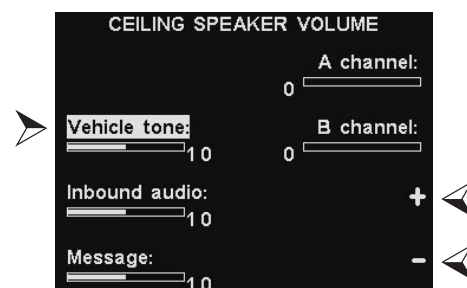 CEILING SPEAKER VOLUME
A channel:
0
Vehicle tone:
10
B channel:
0
Inbound audio:
10
+
Message:
10
-